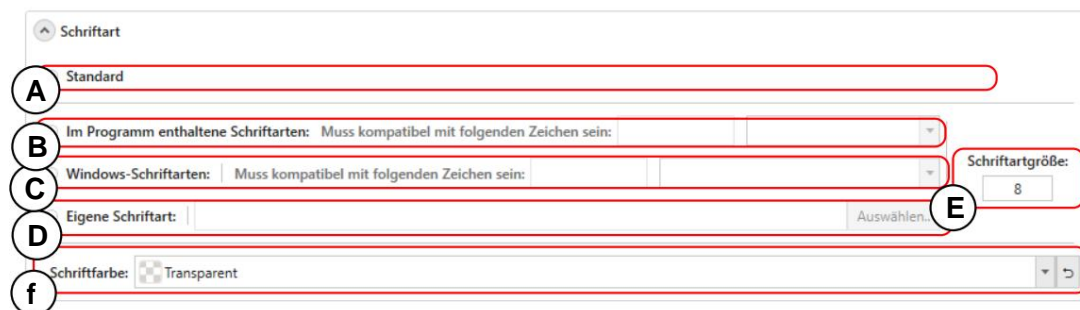 Schriftart
A Standard
B Im Programm enthaltene Schriftarten: Muss kompatibel mit folgenden Zeichen sein:
C Windows-Schriftarten: Muss kompatibel mit folgenden Zeichen sein:
Schriftartgröße:
8
E
D Eigene Schriftart: Auswählen..
f Schriftfarbe: Transparent